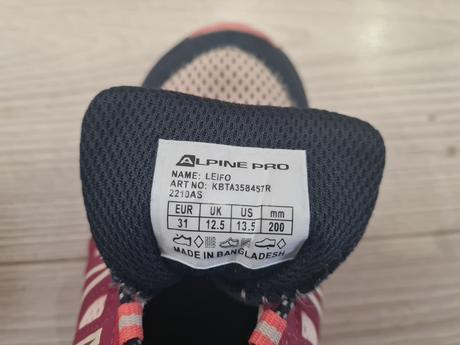 ALPINE PRO
NAME: LEIFO
ART NO: KBTA358457R
2210AS
EUR UK US mm
31 12.5 13.5 200
MADE IN BANGLADESH